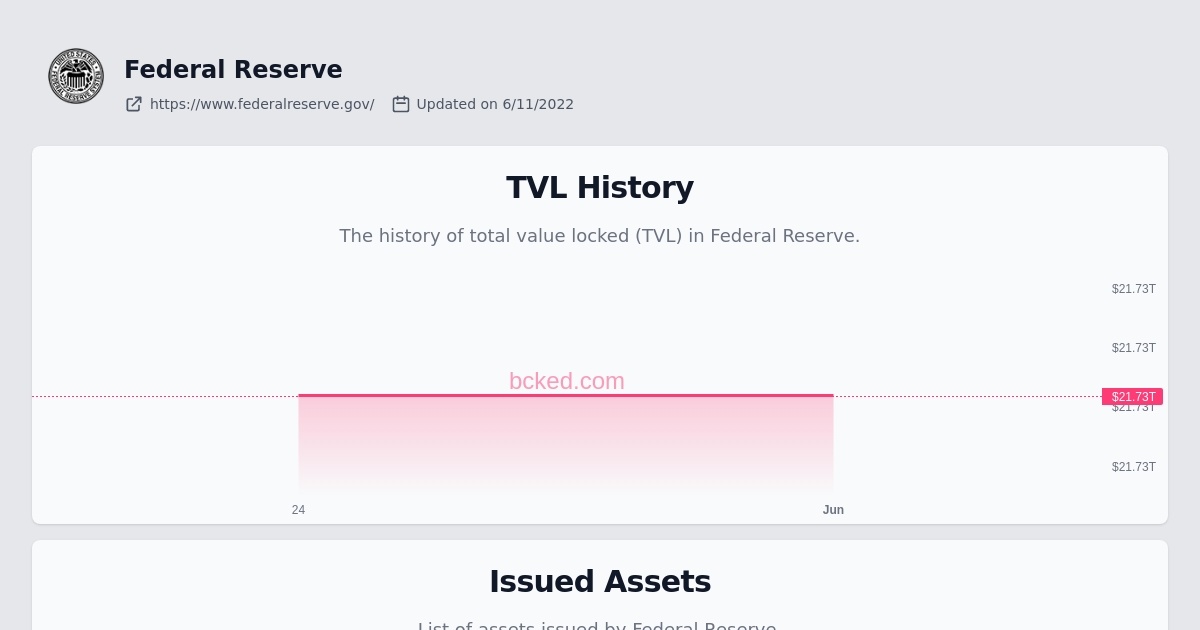 Federal Reserve
https://www.federalreserve.gov/ Updated on 6/11/2022
TVL History
The history of total value locked (TVL) in Federal Reserve.
$21.73T
$21.73T
bcked.com
$21.73T
$21.73T
$21.73T
24 Jun
Issued Assets
List of assets issued by Federal Reserve.